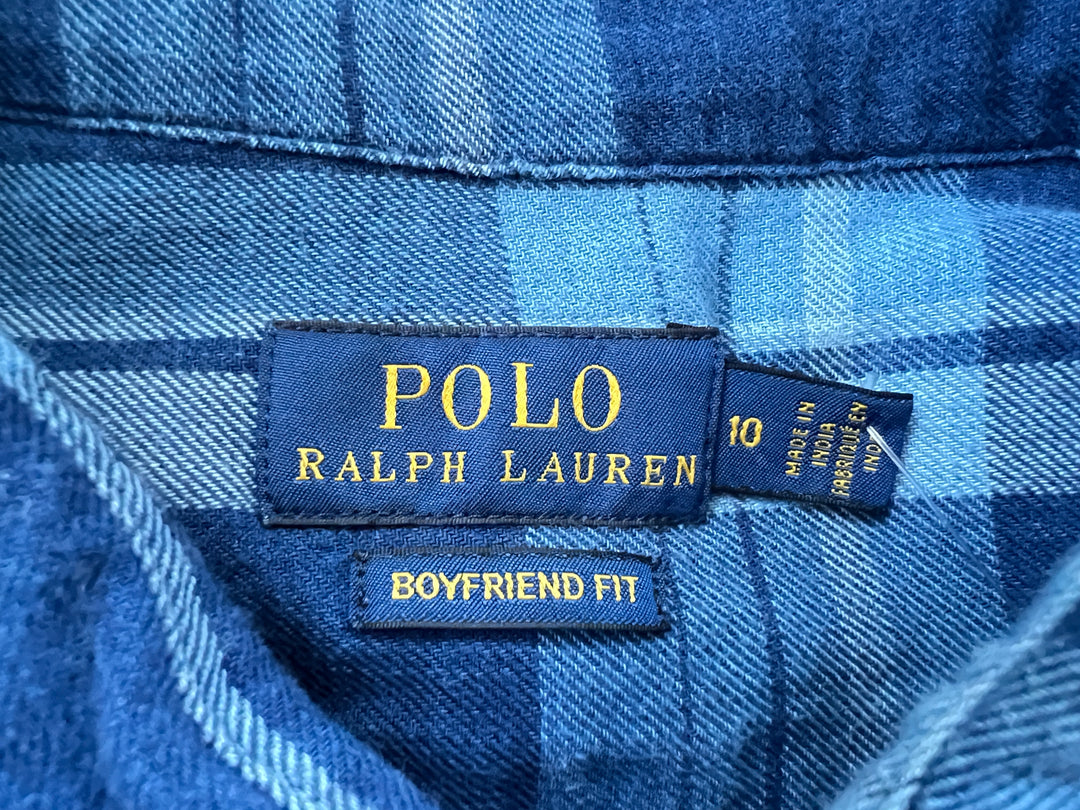 POLO
RALPH LAUREN
10
MADE IN
INDIA
FABRIQUÉ EN
BOYFRIEND FIT